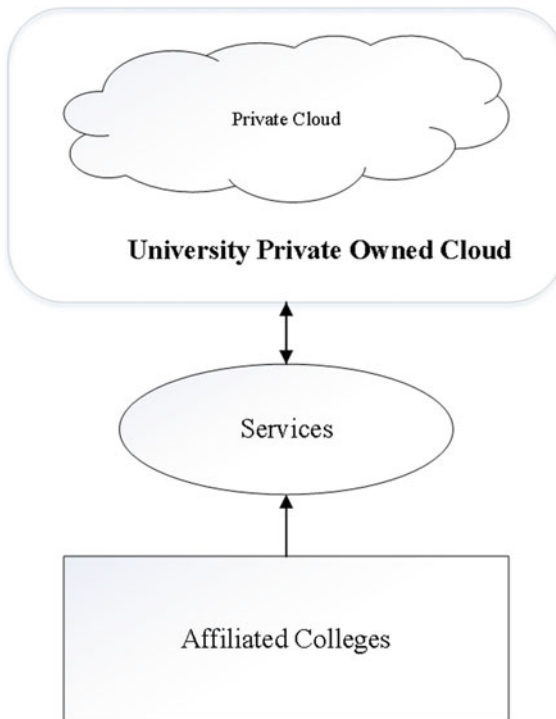 Private Cloud
University Private Owned Cloud
Services
Affiliated Colleges